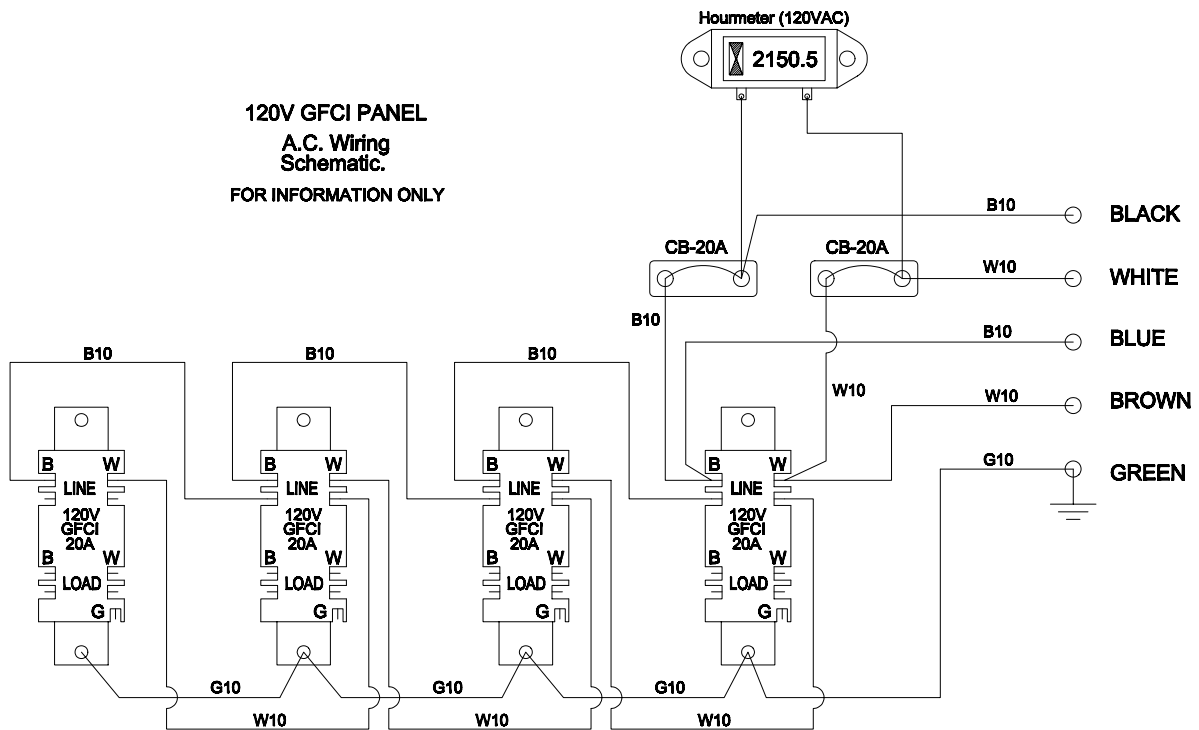 Hourmeter (120VAC)
2150.5
120V GFCI PANEL
A.C. Wiring
Schematic.
FOR INFORMATION ONLY
B10
BLACK
CB-20A
CB-20A
W10
WHITE
B10
B10
BLUE
B10
B10
B10
W10
W10
BROWN
B W
B W
B W
B W
G10
GREEN
LINE
LINE
LINE
LINE
120V
GFCI
20A
120V
GFCI
20A
120V
GFCI
20A
120V
GFCI
20A
B W
B W
B W
B W
LOAD
LOAD
LOAD
LOAD
G
G
G
G
G10
G10
G10
W10
W10
W10